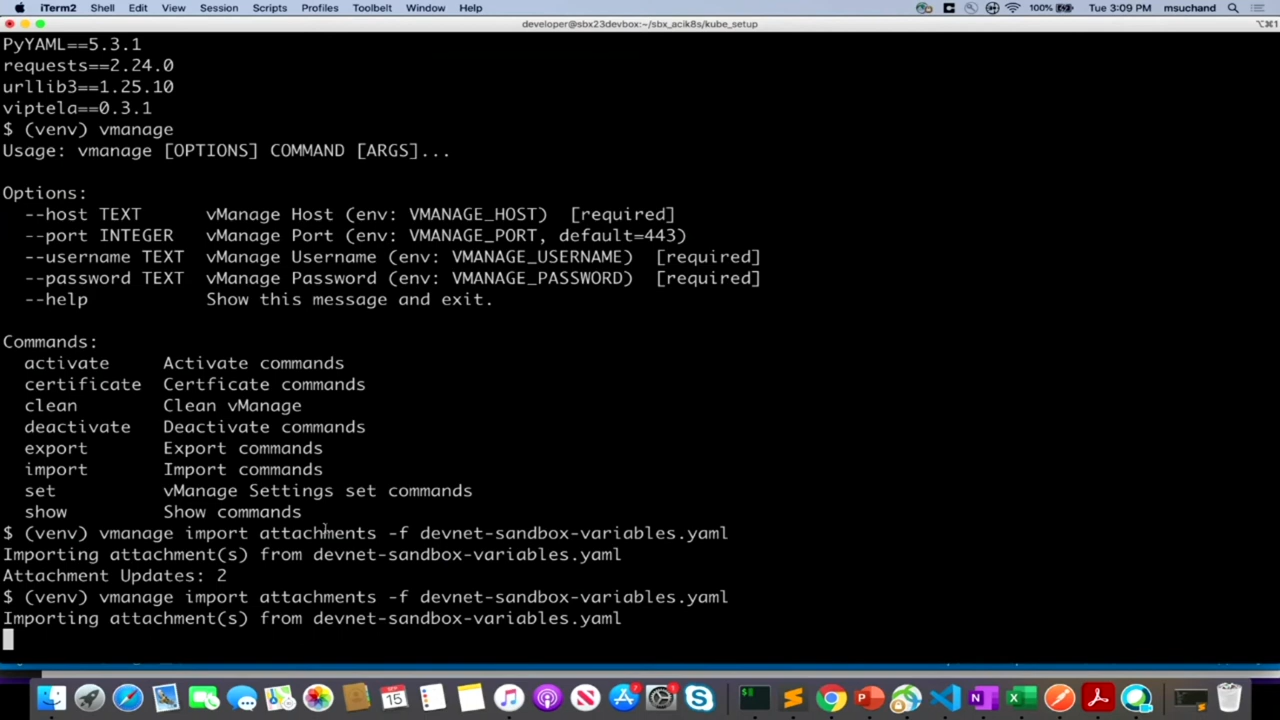 iTerm2 Shell Edit View Session Scripts Profiles Toolbelt Window Help 100% Tue 3:09 PM msuchand
developer@sbx23devbox:~/sbx_acik8s/kube_setup ⌥⌘1
PyYAML==5.3.1
requests==2.24.0
urllib3==1.25.10
viptela==0.3.1
$ (venv) vmanage
Usage: vmanage [OPTIONS] COMMAND [ARGS]...
Options:
--host TEXT vManage Host (env: VMANAGE_HOST) [required]
--port INTEGER vManage Port (env: VMANAGE_PORT, default=443)
--username TEXT vManage Username (env: VMANAGE_USERNAME) [required]
--password TEXT vManage Password (env: VMANAGE_PASSWORD) [required]
--help Show this message and exit.
Commands:
activate Activate commands
certificate Certficate commands
clean Clean vManage
deactivate Deactivate commands
export Export commands
import Import commands
set vManage Settings set commands
show Show commands
$ (venv) vmanage import attachments -f devnet-sandbox-variables.yaml
Importing attachment(s) from devnet-sandbox-variables.yaml
Attachment Updates: 2
$ (venv) vmanage import attachments -f devnet-sandbox-variables.yaml
Importing attachment(s) from devnet-sandbox-variables.yaml
SEP
15